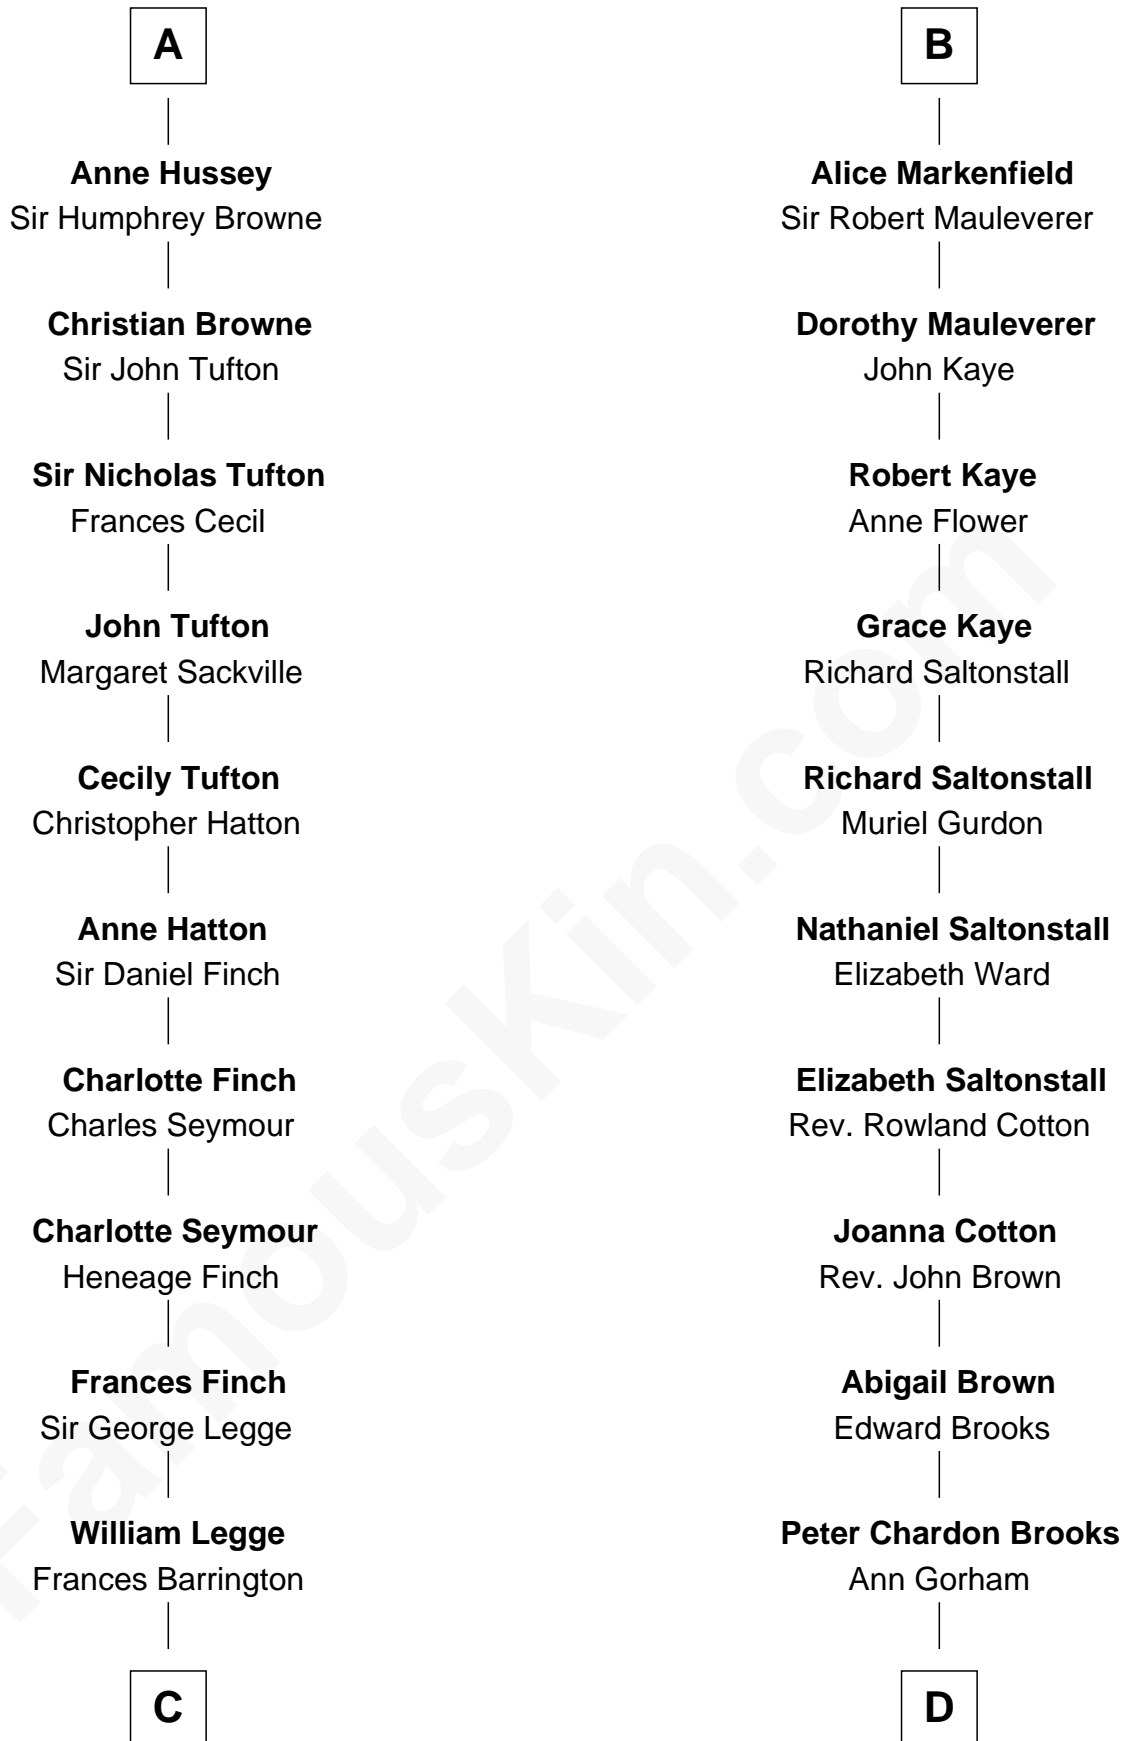 A
Anne Hussey
Sir Humphrey Browne
Christian Browne
Sir John Tufton
Sir Nicholas Tufton
Frances Cecil
John Tufton
Margaret Sackville
Cecily Tufton
Christopher Hatton
Anne Hatton
Sir Daniel Finch
Charlotte Finch
Charles Seymour
Charlotte Seymour
Heneage Finch
Frances Finch
Sir George Legge
William Legge
Frances Barrington
C
B
Alice Markenfield
Sir Robert Mauleverer
Dorothy Mauleverer
John Kaye
Robert Kaye
Anne Flower
Grace Kaye
Richard Saltonstall
Richard Saltonstall
Muriel Gurdon
Nathaniel Saltonstall
Elizabeth Ward
Elizabeth Saltonstall
Rev. Rowland Cotton
Joanna Cotton
Rev. John Brown
Abigail Brown
Edward Brooks
Peter Chardon Brooks
Ann Gorham
D
FamousKin.com